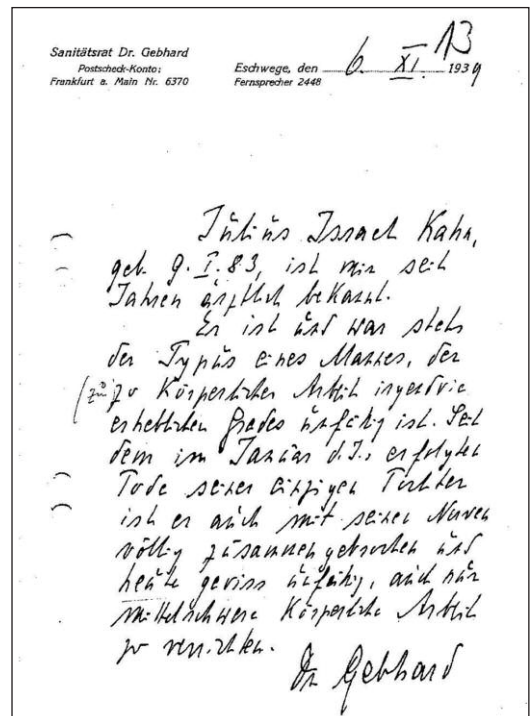 Sanitätsrat Dr. Gebhard
Postscheck-Konto:
Frankfurt a. Main Nr. 6370
13
Eschwege, den 6. XI. 1939
Fernsprecher 2448
Julius Israel Kahn,
geb. 9. I. 83, ist mir seit
Jahren ärztlich bekannt.
Er ist und war stets
der Typus eines Mannes, der
(zu) zu körperlicher Arbeit irgendwie
erheblichen Grades unfähig ist. Seit
dem im Januar d. J., erfolgten
Tode seiner einzigen Tochter
ist er auch mit seinen Nerven
völlig zusammengebrochen und
heute gewiss unfähig, auch nur
mittelschwere körperliche Arbeit
zu verrichten.
Dr Gebhard